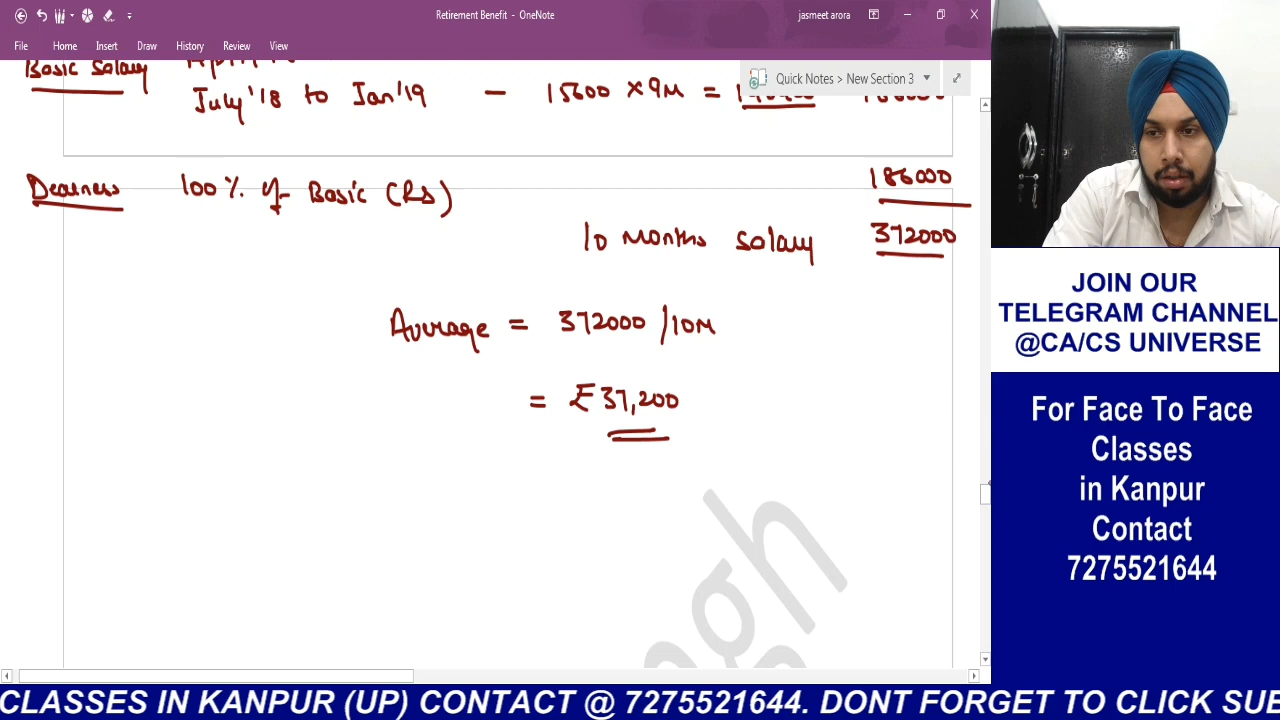 Retirement Benefit - OneNote
jasmeet arora
File Home Insert Draw History Review View
Quick Notes > New Section 3
Basic Salary
July'18 to Jan'19 - 15600 X 9M =
Dearness 100% of Basic (RS) 186000
10 Months Salary 372000
Average = 372000 / 10M
= ₹37,200
ngh
JOIN OUR
TELEGRAM CHANNEL
@CA/CS UNIVERSE
For Face To Face
Classes
in Kanpur
Contact
7275521644
CLASSES IN KANPUR (UP) CONTACT @ 7275521644. DONT FORGET TO CLICK SUB